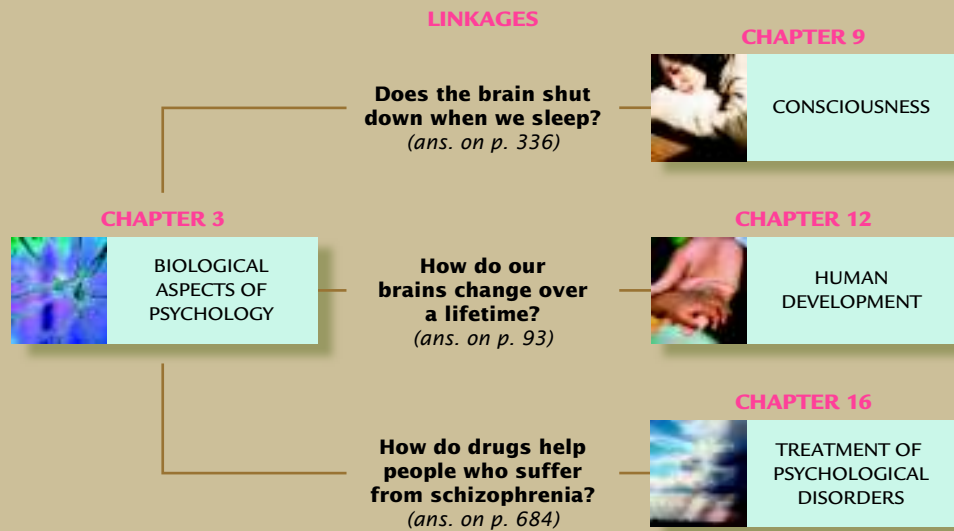 LINKAGES
CHAPTER 9
Does the brain shut
down when we sleep?
(ans. on p. 336)
CONSCIOUSNESS
CHAPTER 3
BIOLOGICAL
ASPECTS OF
PSYCHOLOGY
CHAPTER 12
How do our
brains change over
a lifetime?
(ans. on p. 93)
HUMAN
DEVELOPMENT
CHAPTER 16
How do drugs help
people who suffer
from schizophrenia?
(ans. on p. 684)
TREATMENT OF
PSYCHOLOGICAL
DISORDERS